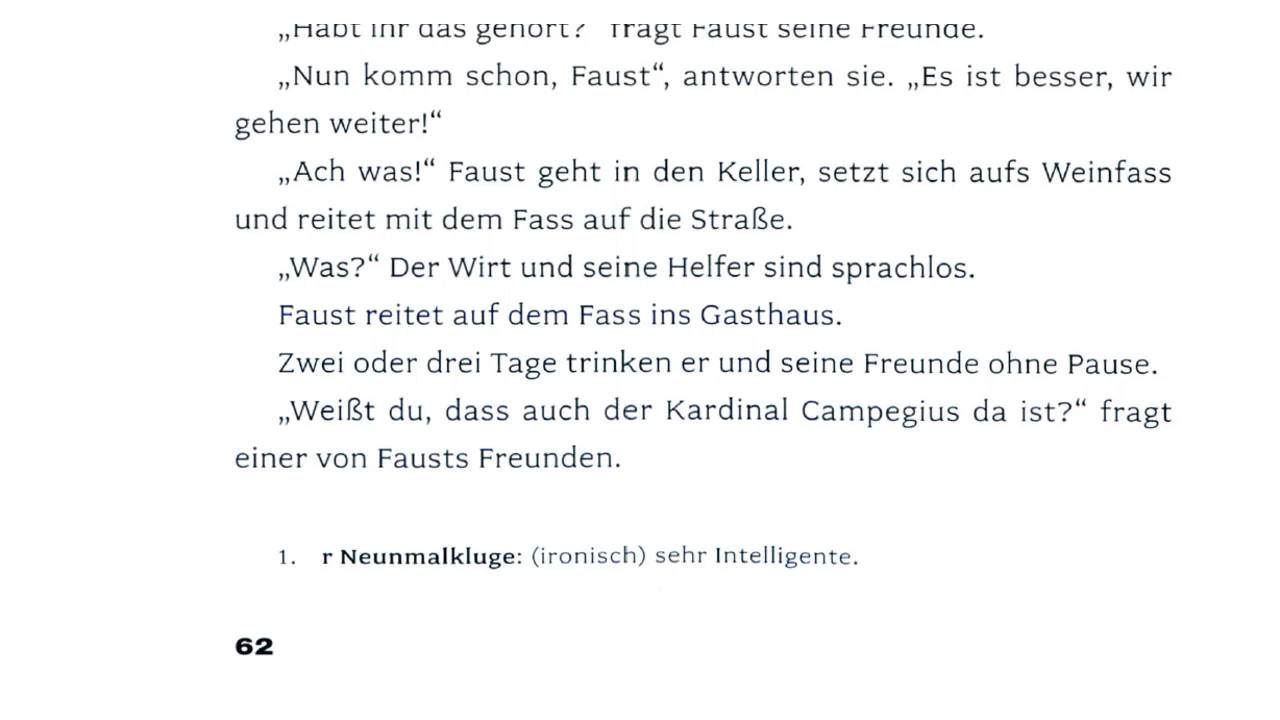 „Habt ihr das gehört?“ fragt Faust seine Freunde.
„Nun komm schon, Faust“, antworten sie. „Es ist besser, wir
gehen weiter!“
„Ach was!“ Faust geht in den Keller, setzt sich aufs Weinfass
und reitet mit dem Fass auf die Straße.
„Was?“ Der Wirt und seine Helfer sind sprachlos.
Faust reitet auf dem Fass ins Gasthaus.
Zwei oder drei Tage trinken er und seine Freunde ohne Pause.
„Weißt du, dass auch der Kardinal Campegius da ist?“ fragt
einer von Fausts Freunden.
1. r Neunmalkluge: (ironisch) sehr Intelligente.
62